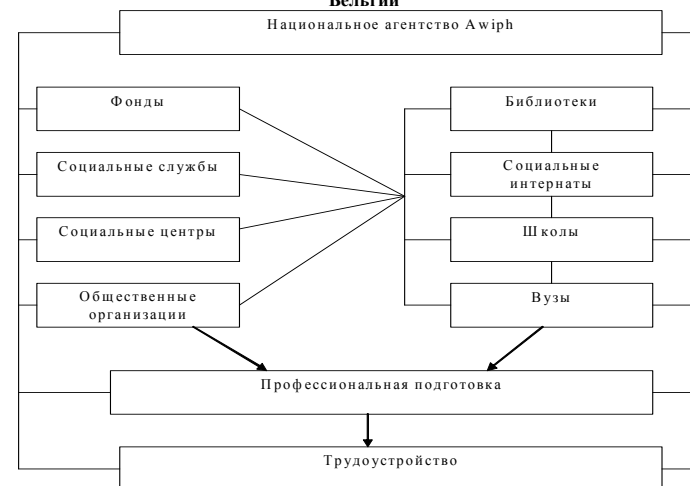 Бельгии
Национальное агентство Awiph
Фонды
Библиотеки
Социальные службы
Социальные
интернаты
Социальные центры
Школы
Общественные
организации
Вузы
Профессиональная подготовка
Трудоустройство